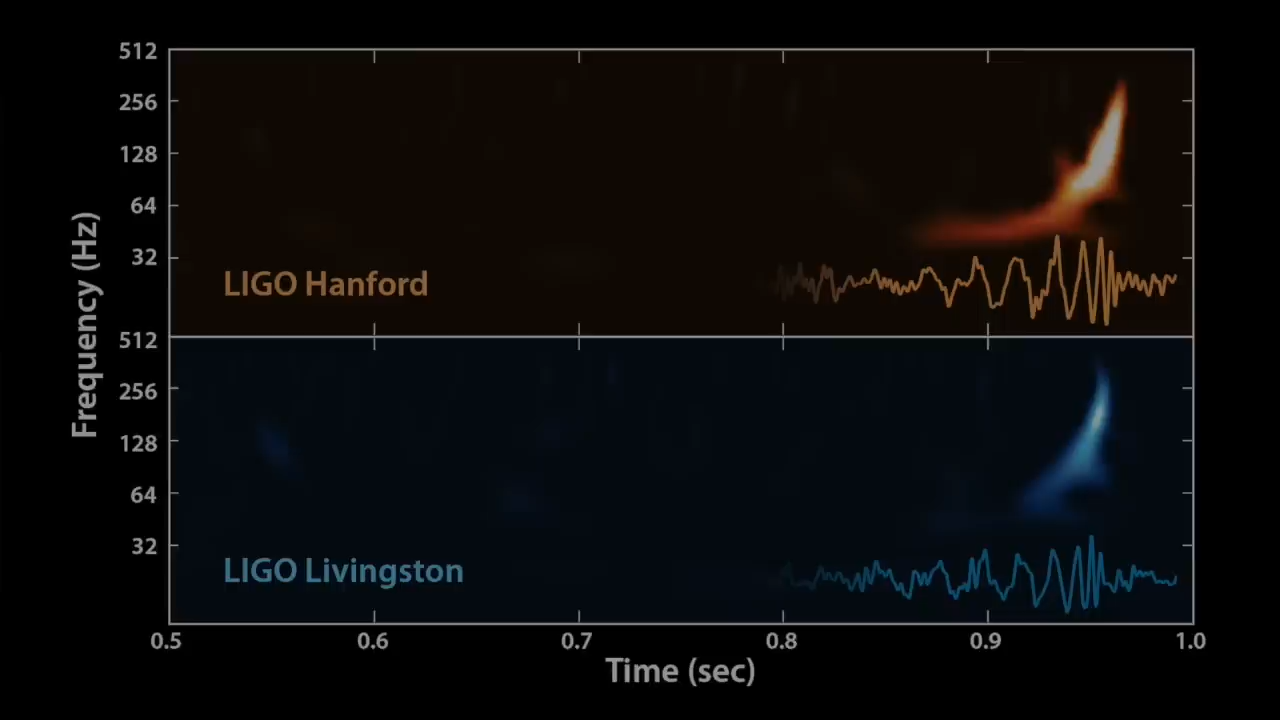 512
256
128
64
32
LIGO Hanford
512
256
128
64
32
LIGO Livingston
Frequency (Hz)
0.5 0.6 0.7 0.8 0.9 1.0
Time (sec)